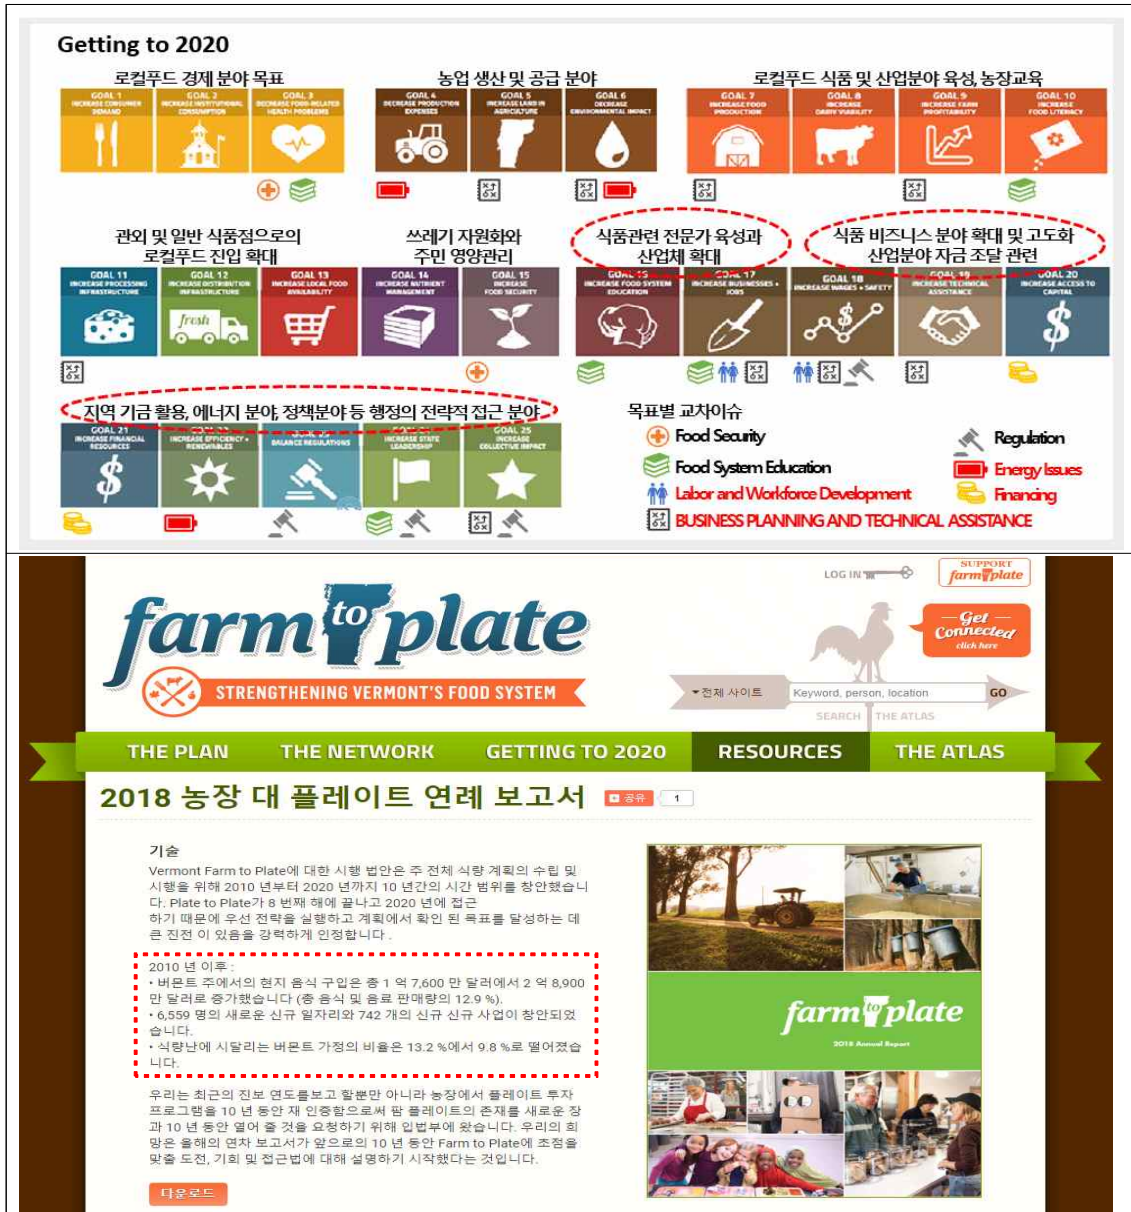 Getting to 2020
로컬푸드 경제 분야 목표
농업 생산 및 공급 분야
로컬푸드 식품 및 산업분야 육성, 농장교육
GOAL 1
INCREASE CONSUMER
DEMAND
GOAL 2
INCREASE INSTITUTIONAL
CONSUMPTION
GOAL 3
DECREASE FOOD-RELATED
HEALTH PROBLEMS
GOAL 4
DECREASE PRODUCTION
EXPENSES
GOAL 5
INCREASE LAND IN
AGRICULTURE
GOAL 6
DECREASE
ENVIRONMENTAL IMPACT
GOAL 7
INCREASE FOOD
PRODUCTION
GOAL 8
INCREASE
DAIRY VIABILITY
GOAL 9
INCREASE FARM
PROFITABILITY
GOAL 10
INCREASE
FOOD LITERACY
관외 및 일반 식품점으로의
로컬푸드 진입 확대
쓰레기 자원화와
주민 영양관리
식품관련 전문가 육성과
산업체 확대
식품 비즈니스 분야 확대 및 고도화
산업분야 자금 조달 관련
GOAL 11
INCREASE PROCESSING
INFRASTRUCTURE
GOAL 12
INCREASE DISTRIBUTION
INFRASTRUCTURE
fresh
GOAL 13
INCREASE LOCAL FOOD
AVAILABILITY
GOAL 14
INCREASE NUTRIENT
MANAGEMENT
GOAL 15
INCREASE
FOOD SECURITY
GOAL 16
INCREASE FOOD SYSTEM
EDUCATION
GOAL 17
INCREASE BUSINESSES +
JOBS
GOAL 18
INCREASE WAGES + SAFETY
GOAL 19
INCREASE TECHNICAL
ASSISTANCE
GOAL 20
INCREASE ACCESS TO
CAPITAL
지역 기금 활용, 에너지 분야, 정책분야 등 행정의 전략적 접근 분야
GOAL 21
INCREASE FINANCIAL
RESOURCES
INCREASE EFFICIENCY +
RENEWABLES
BALANCE REGULATIONS
INCREASE STATE
LEADERSHIP
GOAL 25
INCREASE
COLLECTIVE IMPACT
목표별 교차이슈
Food Security
Food System Education
Labor and Workforce Development
BUSINESS PLANNING AND TECHNICAL ASSISTANCE
Regulation
Energy Issues
Financing
LOG IN
SUPPORT
farm to plate
farm to plate
STRENGTHENING VERMONT'S FOOD SYSTEM
Get
Connected
click here
전체 사이트
Keyword, person, location
GO
SEARCH THE ATLAS
THE PLAN THE NETWORK GETTING TO 2020 RESOURCES THE ATLAS
2018 농장 대 플레이트 연례 보고서
공유 1
기술
Vermont Farm to Plate에 대한 시행 법안은 주 전체 식량 계획의 수립 및
시행을 위해 2010 년부터 2020 년까지 10 년간의 시간 범위를 창안했습니
다. Plate to Plate가 8 번째 해에 끝나고 2020 년에 접근
하기 때문에 우선 전략을 실행하고 계획에서 확인 된 목표를 달성하는 데
큰 진전 이 있음을 강력하게 인정합니다 .
2010 년 이후 :
• 버몬트 주에서의 현지 음식 구입은 총 1 억 7,600 만 달러에서 2 억 8,900
만 달러로 증가했습니다 (총 음식 및 음료 판매량의 12.9 %).
• 6,559 명의 새로운 신규 일자리와 742 개의 신규 신규 사업이 창안되었
습니다.
• 식량난에 시달리는 버몬트 가정의 비율은 13.2 %에서 9.8 %로 떨어졌습
니다.
우리는 최근의 진보 연도를보고 할뿐만 아니라 농장에서 플레이트 투자
프로그램을 10 년 동안 재 인증함으로써 팜 플레이트의 존재를 새로운 장
과 10 년 동안 열어 줄 것을 요청하기 위해 입법부에 왔습니다. 우리의 희
망은 올해의 연차 보고서가 앞으로의 10 년 동안 Farm to Plate에 초점을
맞출 도전, 기회 및 접근법에 대해 설명하기 시작했다는 것입니다.
다운로드
farm to plate
2018 Annual Report